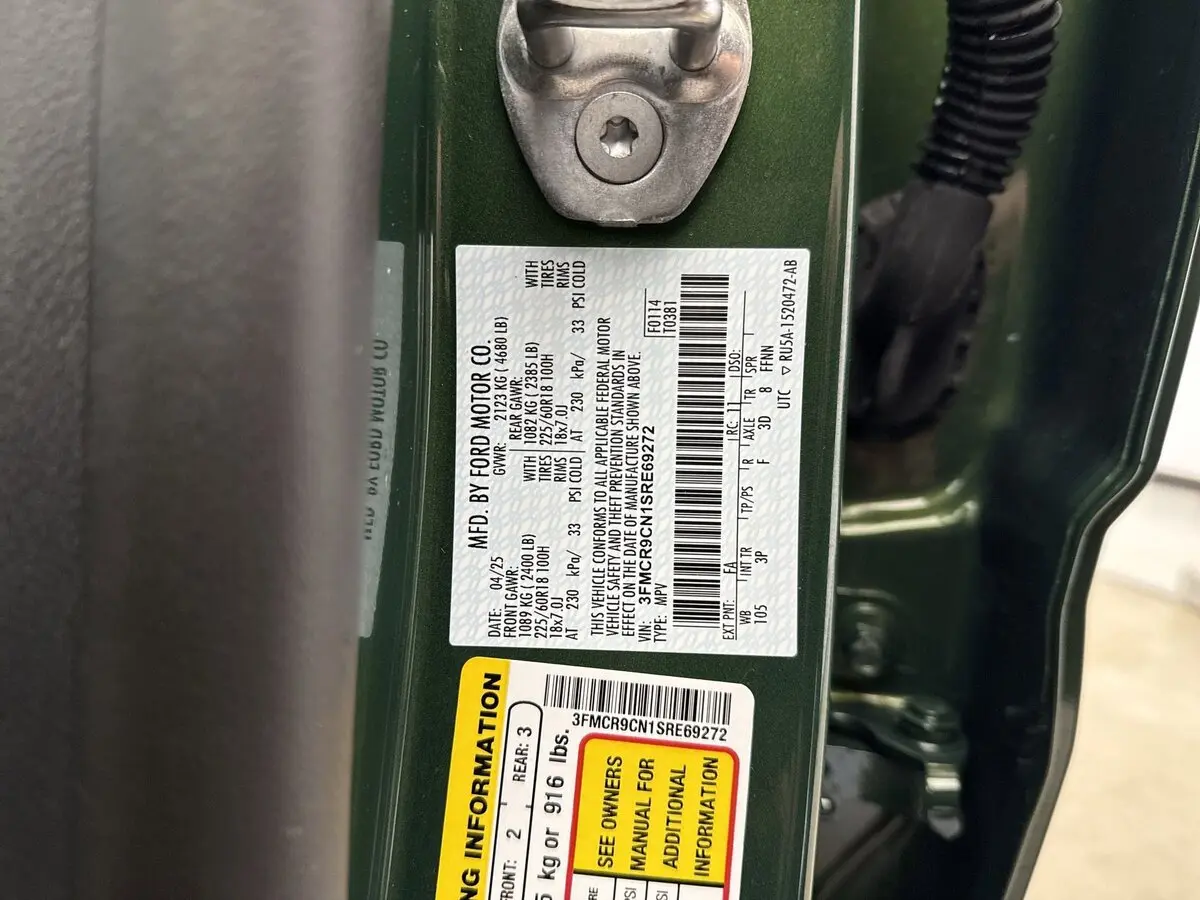 MFD. BY FORD MOTOR CO.
DATE: 04/25 GVWR: 2123 KG ( 4680 LB)
FRONT GAWR: REAR GAWR:
1089 KG ( 2400 LB) WITH 1082 KG ( 2385 LB) WITH
225/60R18 100H TIRES 225/60R18 100H TIRES
18x7.0J RIMS 18x7.0J RIMS
AT 230 kPa/ 33 PSI COLD AT 230 kPa/ 33 PSI COLD
THIS VEHICLE CONFORMS TO ALL APPLICABLE FEDERAL MOTOR
VEHICLE SAFETY AND THEFT PREVENTION STANDARDS IN
EFFECT ON THE DATE OF MANUFACTURE SHOWN ABOVE.
VIN: 3FMCR9CN1SRE69272
TYPE: MPV
F0114
T0381
EXT PNT: FA RC: 11 DSO:
WB INT TR TP/PS R AXLE TR SPR
105 3P F 3D 8 FFNN
UTC ▽ RU5A-1520472-AB
NG INFORMATION
FRONT: 2 REAR: 3
5 kg or 916 lbs.
3FMCR9CN1SRE69272
SEE OWNERS
MANUAL FOR
ADDITIONAL
INFORMATION